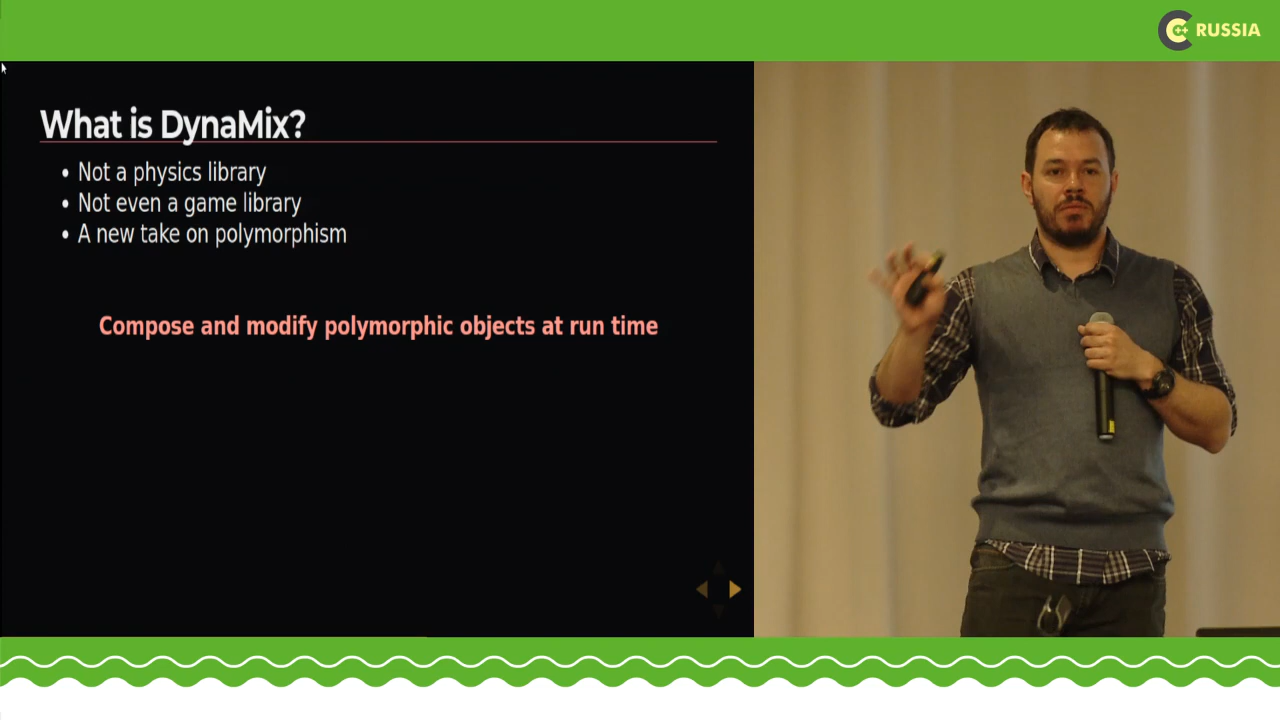 C++ RUSSIA
What is DynaMix?
• Not a physics library
• Not even a game library
• A new take on polymorphism
Compose and modify polymorphic objects at run time